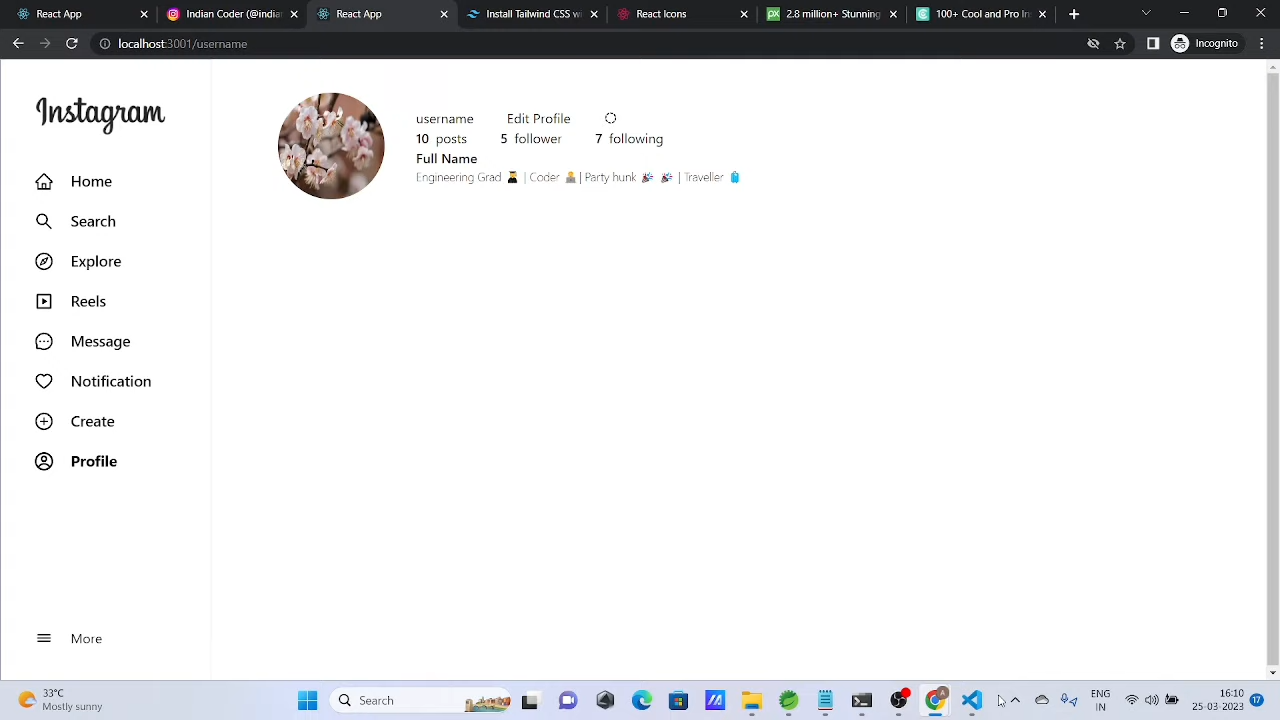 React App
Indian Coder (@india
React App
Install Tailwind CSS w
React Icons
2.8 million+ Stunning
100+ Cool and Pro In
localhost:3001/username
Incognito
Instagram
Home
Search
Explore
Reels
Message
Notification
Create
Profile
More
username Edit Profile
10 posts 5 follower 7 following
Full Name
Engineering Grad 👨‍🎓 | Coder 👨‍💻 | Party hunk 🎉 🎉 | Traveller 🧳
33°C
Mostly sunny
Search
ENG
IN
16:10
25-03-2023
17